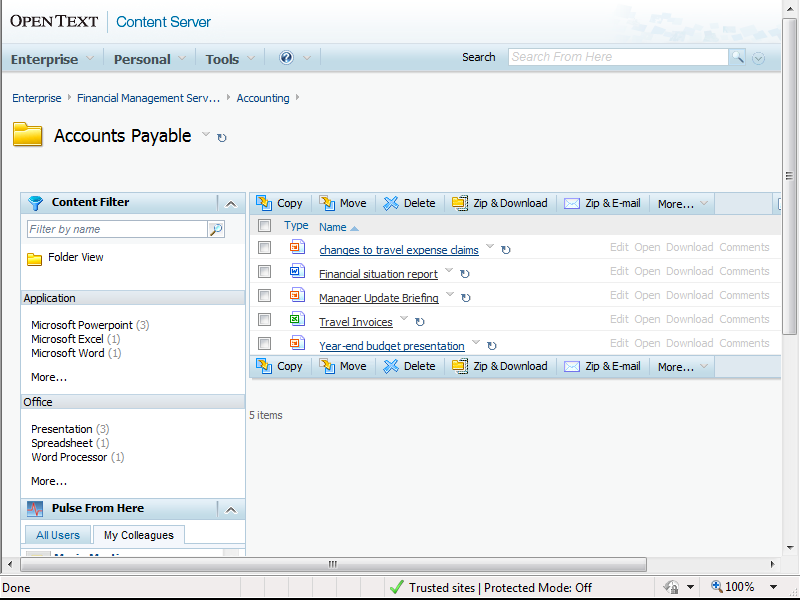 OPEN TEXT Content Server
Enterprise Personal Tools ?
Search Search From Here
Enterprise Financial Management Serv... Accounting
Accounts Payable
Content Filter
Filter by name
Folder View
Application
Microsoft Powerpoint (3)
Microsoft Excel (1)
Microsoft Word (1)
More...
Office
Presentation (3)
Spreadsheet (1)
Word Processor (1)
More...
Pulse From Here
All Users My Colleagues
Copy Move Delete Zip & Download Zip & E-mail More...
Type Name
changes to travel expense claims Edit Open Download Comments
Financial situation report Edit Open Download Comments
Manager Update Briefing Edit Open Download Comments
Travel Invoices Edit Open Download Comments
Year-end budget presentation Edit Open Download Comments
Copy Move Delete Zip & Download Zip & E-mail More...
5 items
Done Trusted sites | Protected Mode: Off 100%